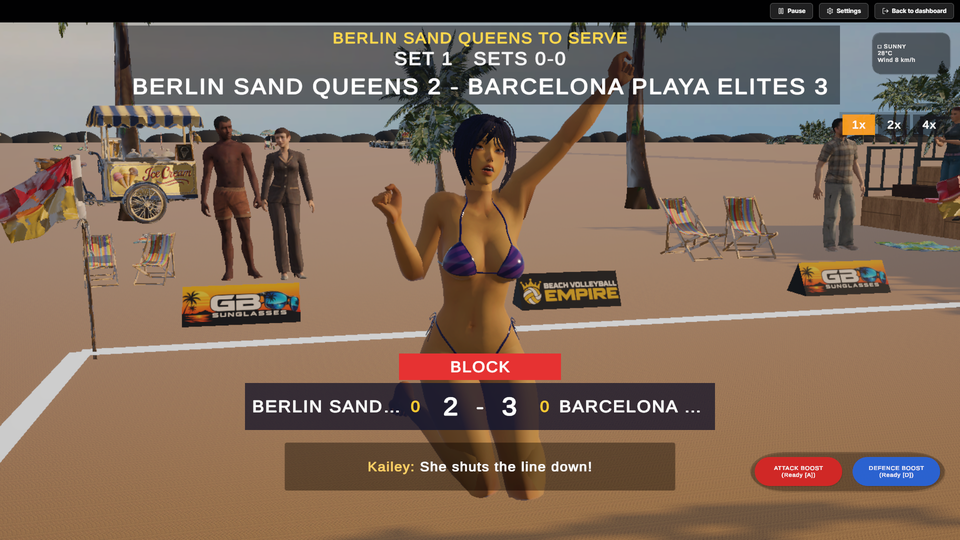 Pause
Settings
Back to dashboard
BERLIN SAND QUEENS TO SERVE
SET 1 SETS 0-0
BERLIN SAND QUEENS 2 - BARCELONA PLAYA ELITES 3
SUNNY
28°C
Wind 8 km/h
1x 2x 4x
Ice Cream
GB
SUNGLASSES
BEACH VOLLEYBALL
EMPIRE
GB
SUNGLASSES
BLOCK
BERLIN SAND... 0 2 - 3 0 BARCELONA ...
Kailey: She shuts the line down!
ATTACK BOOST
(Ready [A])
DEFENCE BOOST
(Ready [D])